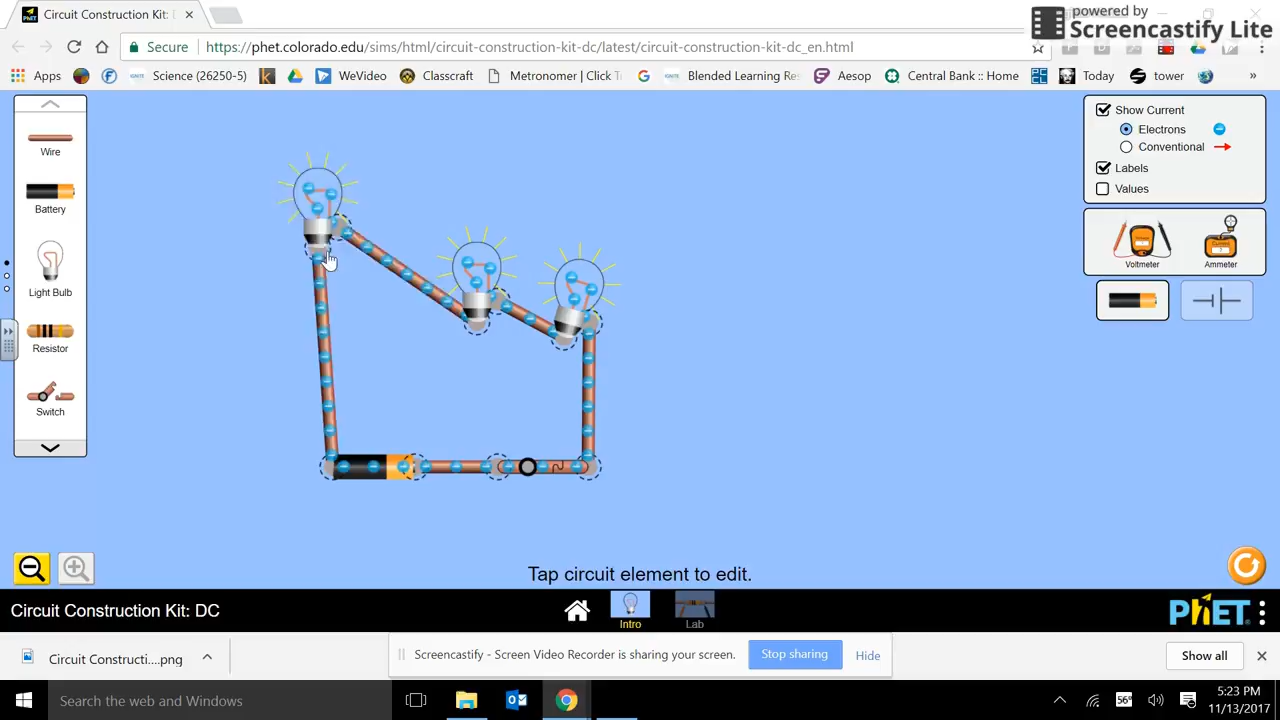 Circuit Construction Kit: D
powered by
Screencastify Lite
Secure
https://phet.colorado.edu/sims/html/circuit-construction-kit-dc/latest/circuit-construction-kit-dc_en.html
Apps
Science (26250-5)
WeVideo
Classcraft
Metronomer | Click T
Blended Learning Res
Aesop
Central Bank :: Home
Today
tower
»
Wire
Battery
Light Bulb
Resistor
Switch
Show Current
Electrons
Conventional
Labels
Values
Voltmeter
Ammeter
Tap circuit element to edit.
Circuit Construction Kit: DC
Intro
Lab
PhET
Circuit Constructi....png
Screencastify - Screen Video Recorder is sharing your screen.
Stop sharing
Hide
Show all
Search the web and Windows
56°
5:23 PM
11/13/2017